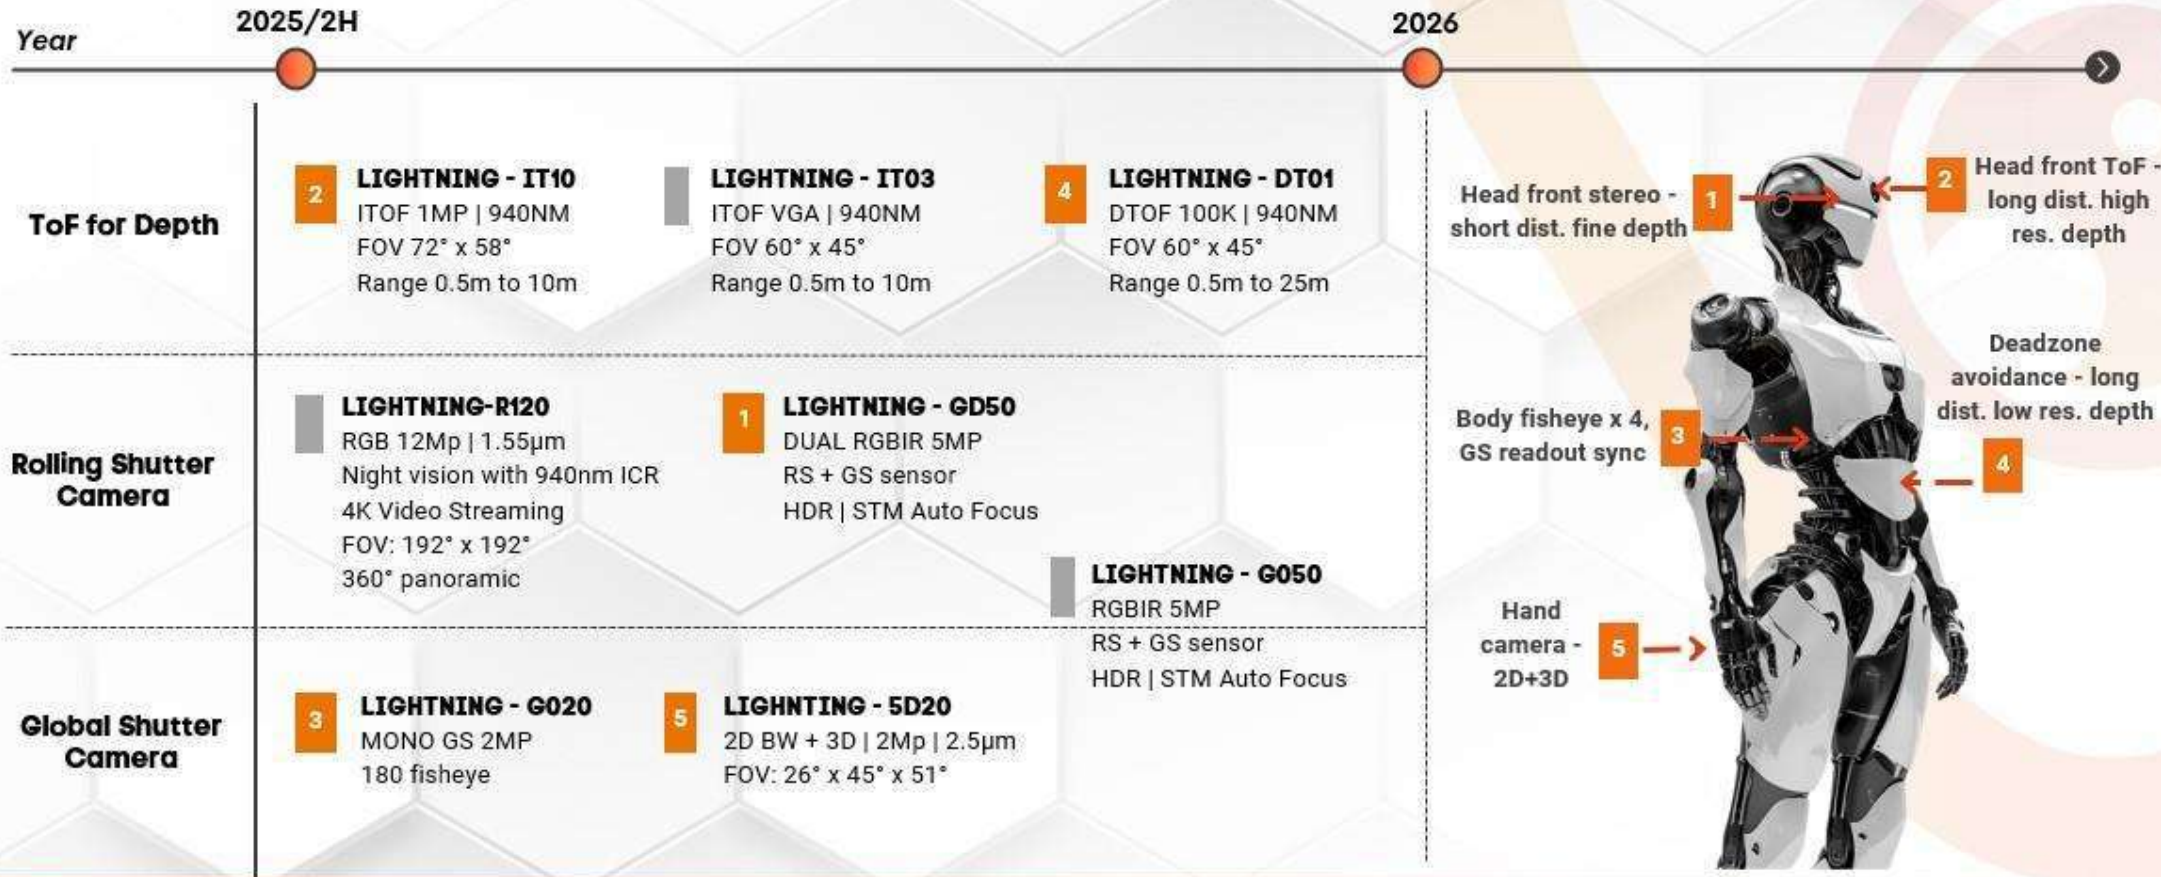 Year
2025/2H
2026
ToF for Depth
2
LIGHTNING - IT10
ITOF 1MP | 940NM
FOV 72° x 58°
Range 0.5m to 10m
LIGHTNING - IT03
ITOF VGA | 940NM
FOV 60° x 45°
Range 0.5m to 10m
4
LIGHTNING - DT01
DTOF 100K | 940NM
FOV 60° x 45°
Range 0.5m to 25m
Rolling Shutter
Camera
LIGHTNING-R120
RGB 12Mp | 1.55µm
Night vision with 940nm ICR
4K Video Streaming
FOV: 192° x 192°
360° panoramic
1
LIGHTNING - GD50
DUAL RGBIR 5MP
RS + GS sensor
HDR | STM Auto Focus
LIGHTNING - G050
RGBIR 5MP
RS + GS sensor
HDR | STM Auto Focus
Global Shutter
Camera
3
LIGHTNING - G020
MONO GS 2MP
180 fisheye
5
LIGHNTING - 5D20
2D BW + 3D | 2Mp | 2.5µm
FOV: 26° x 45° x 51°
Head front stereo -
short dist. fine depth
1
2
Head front ToF -
long dist. high
res. depth
Deadzone
avoidance - long
dist. low res. depth
4
Body fisheye x 4,
GS readout sync
3
Hand
camera -
2D+3D
5